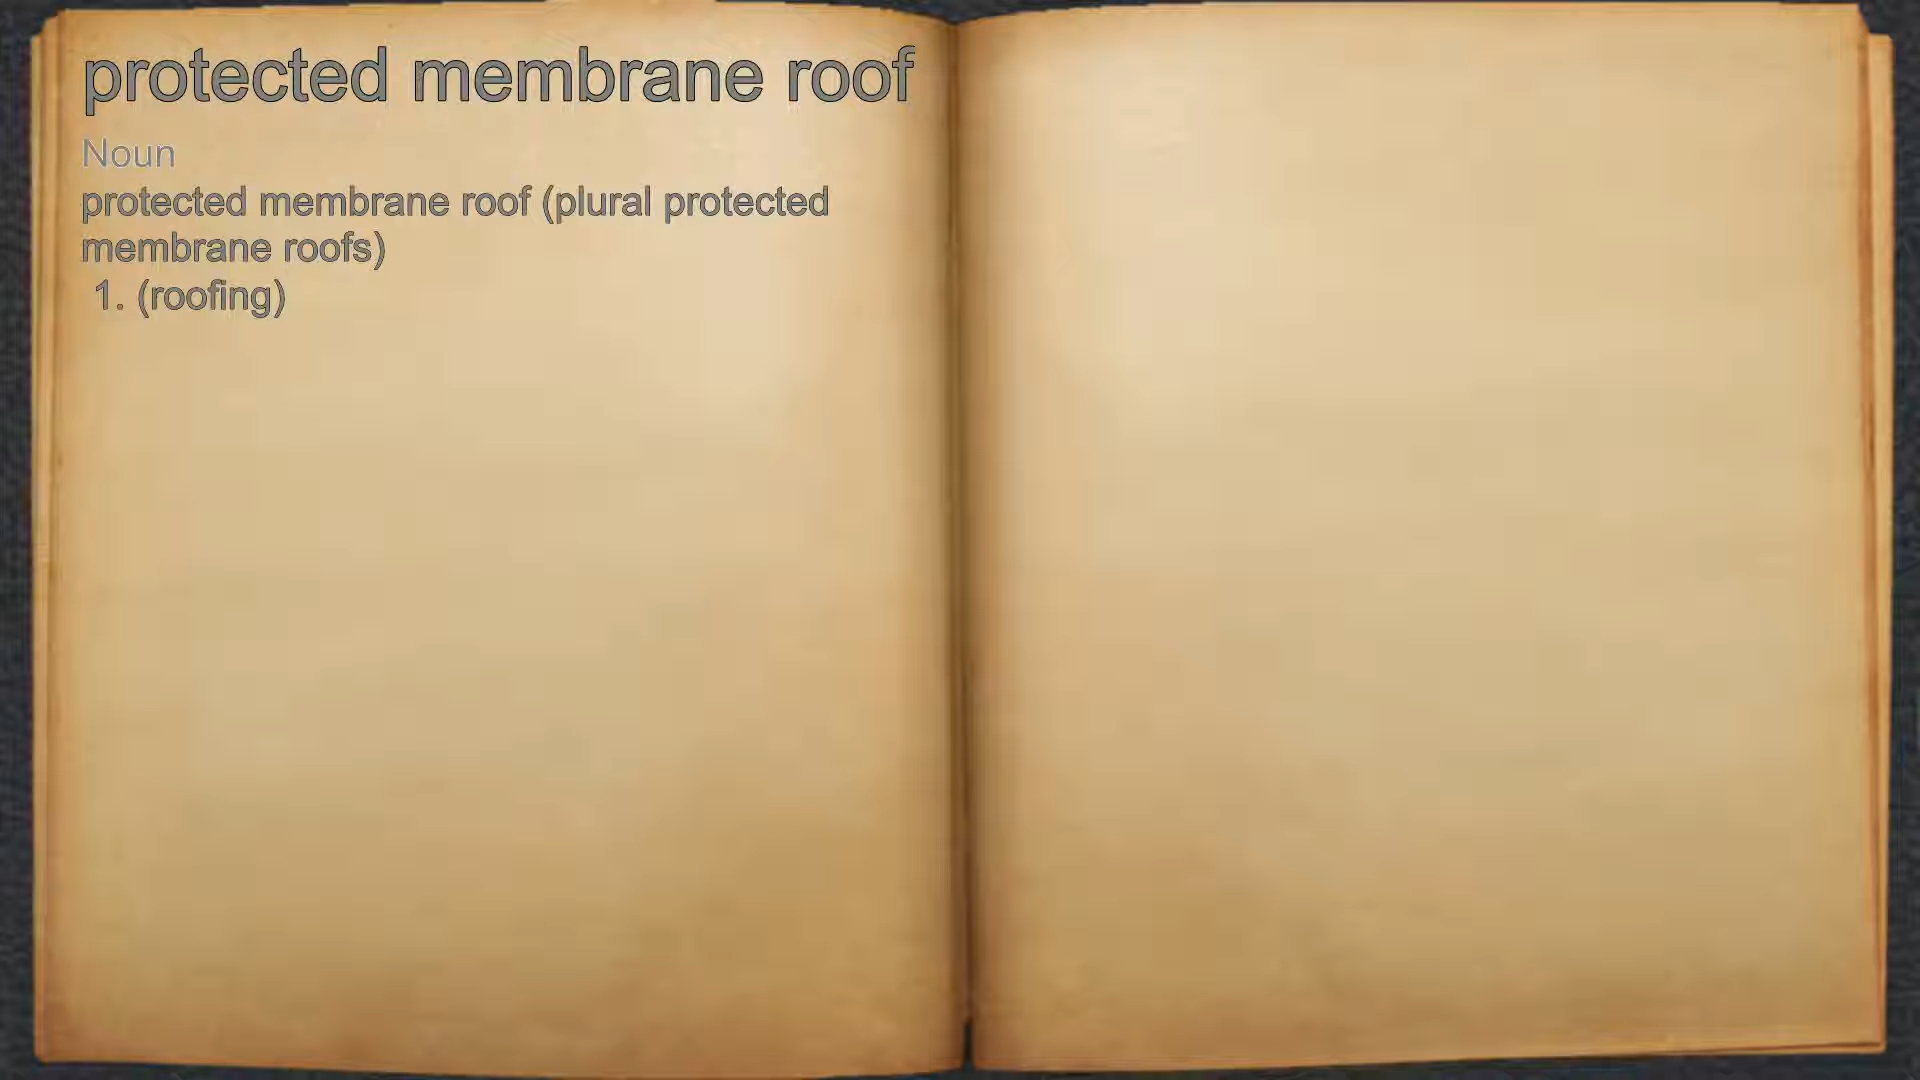 protected membrane roof
Noun
protected membrane roof (plural protected
membrane roofs)
1. (roofing)